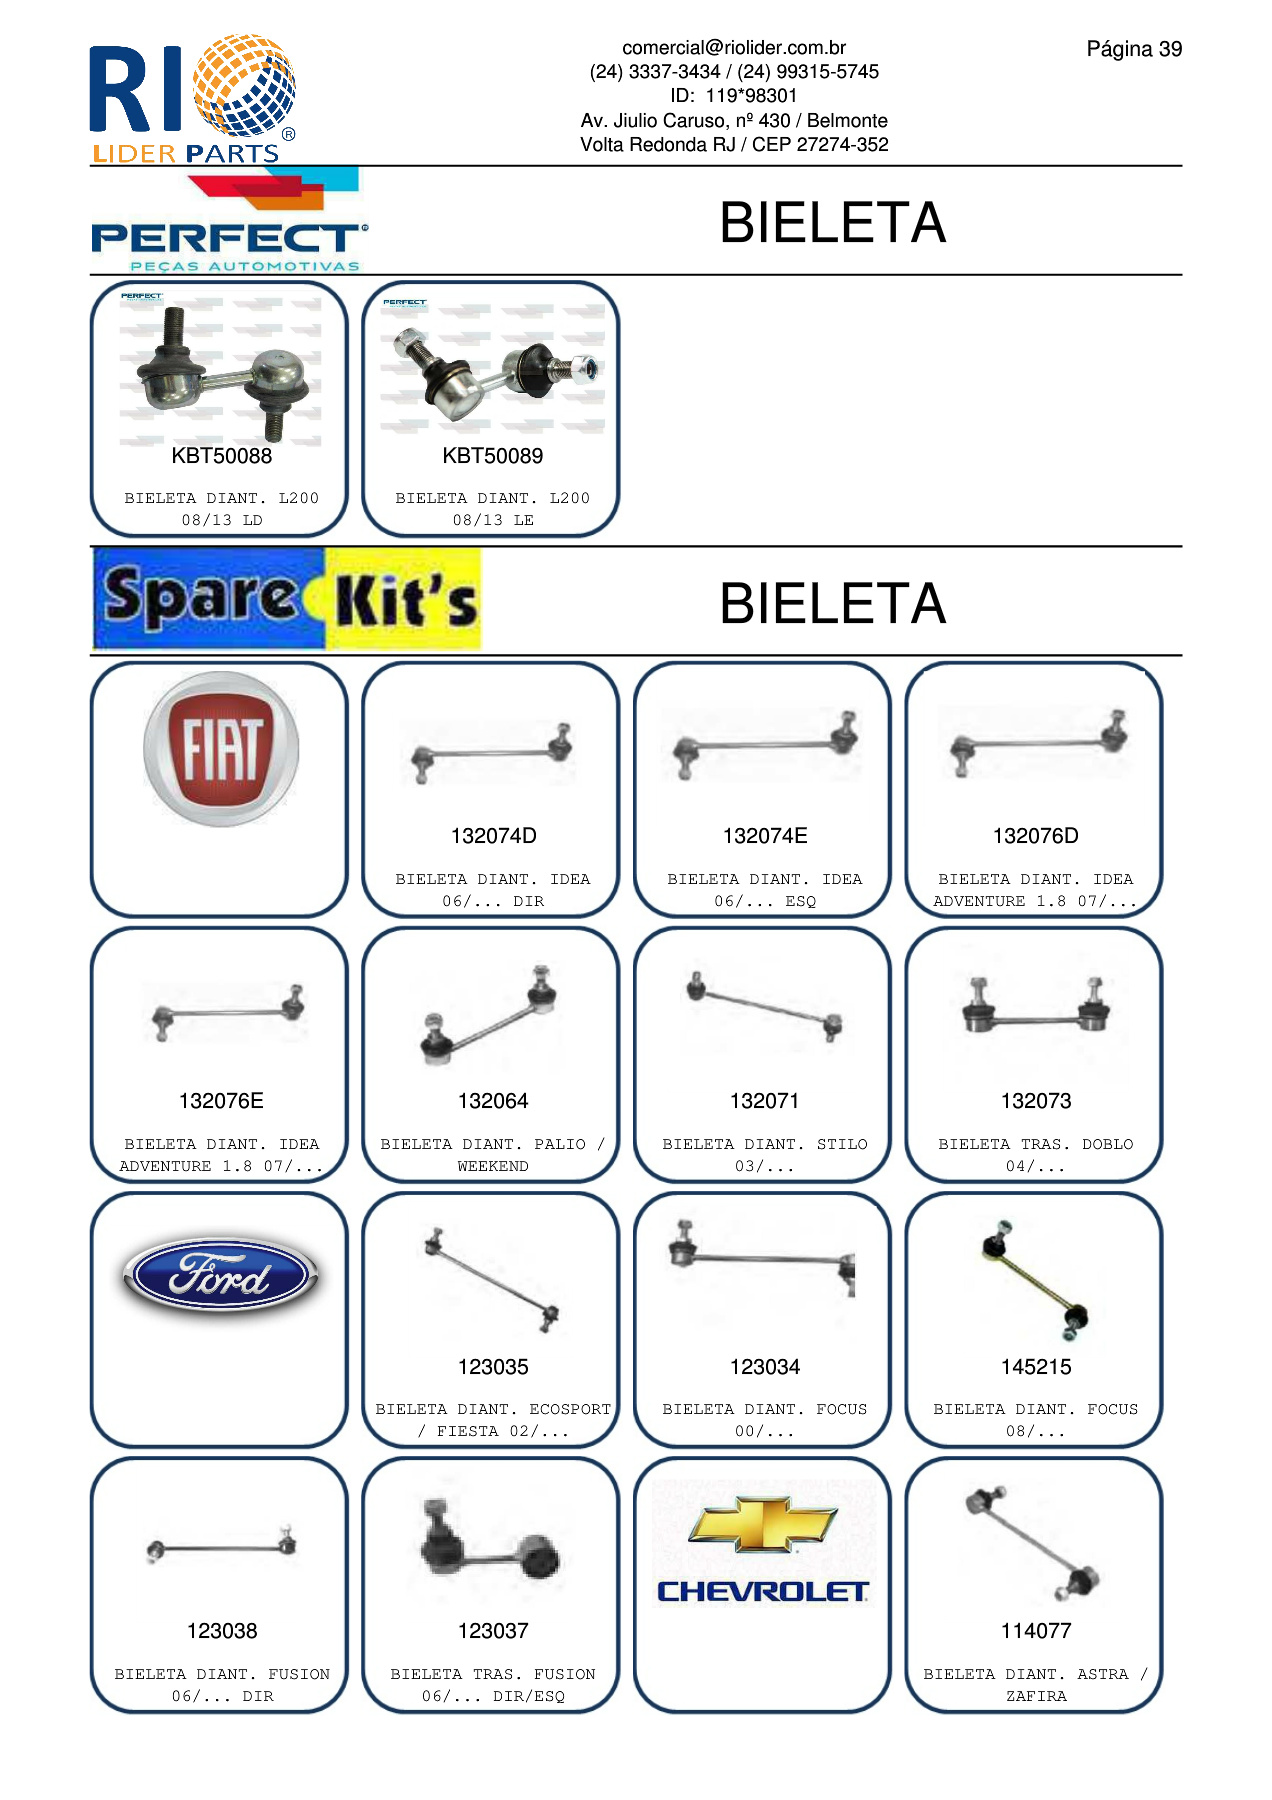 RIO
LIDER PARTS
®
comercial@riolider.com.br
(24) 3337-3434 / (24) 99315-5745
ID: 119*98301
Av. Jiulio Caruso, nº 430 / Belmonte
Volta Redonda RJ / CEP 27274-352
Página 39
PERFECT®
PEÇAS AUTOMOTIVAS
BIELETA
PERFECT
KBT50088
BIELETA DIANT. L200
08/13 LD
PERFECT
KBT50089
BIELETA DIANT. L200
08/13 LE
Spare Kit's
BIELETA
FIAT
132074D
BIELETA DIANT. IDEA
06/... DIR
132074E
BIELETA DIANT. IDEA
06/... ESQ
132076D
BIELETA DIANT. IDEA
ADVENTURE 1.8 07/...
132076E
BIELETA DIANT. IDEA
ADVENTURE 1.8 07/...
132064
BIELETA DIANT. PALIO /
WEEKEND
132071
BIELETA DIANT. STILO
03/...
132073
BIELETA TRAS. DOBLO
04/...
Ford
123035
BIELETA DIANT. ECOSPORT
/ FIESTA 02/...
123034
BIELETA DIANT. FOCUS
00/...
145215
BIELETA DIANT. FOCUS
08/...
123038
BIELETA DIANT. FUSION
06/... DIR
123037
BIELETA TRAS. FUSION
06/... DIR/ESQ
CHEVROLET
114077
BIELETA DIANT. ASTRA /
ZAFIRA